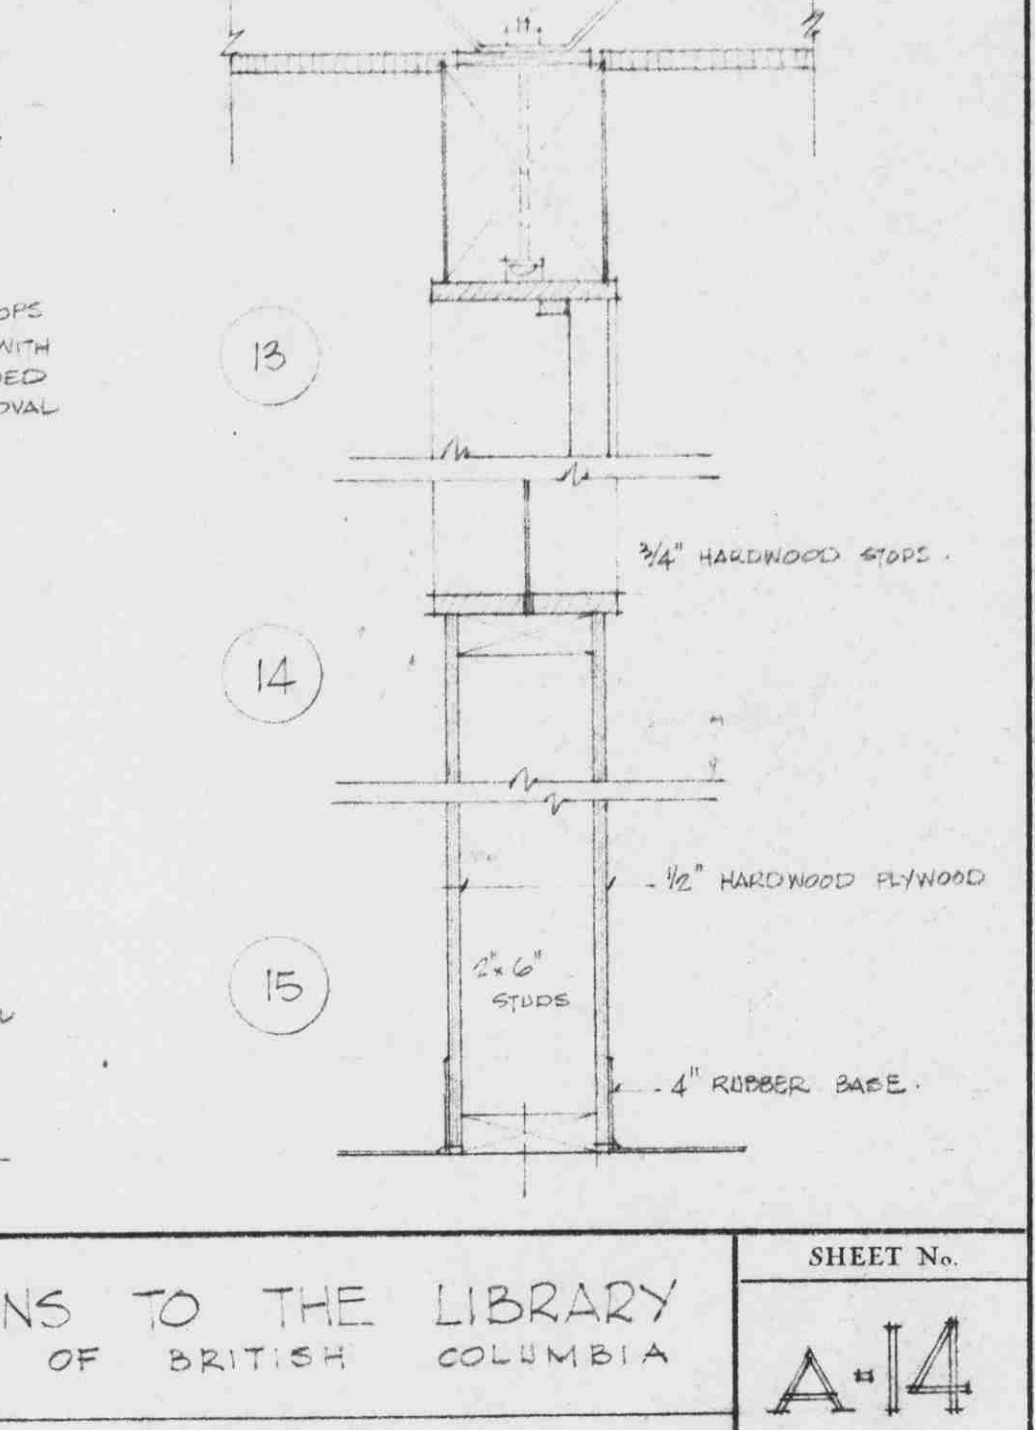 OPS
WITH
DED
OVAL
13
3/4" HARDWOOD STOPS.
14
1/2" HARDWOOD PLYWOOD
2"x6"
STUDS
15
4" RUBBER BASE.
NS TO THE LIBRARY
OF BRITISH COLUMBIA
SHEET No.
A-14